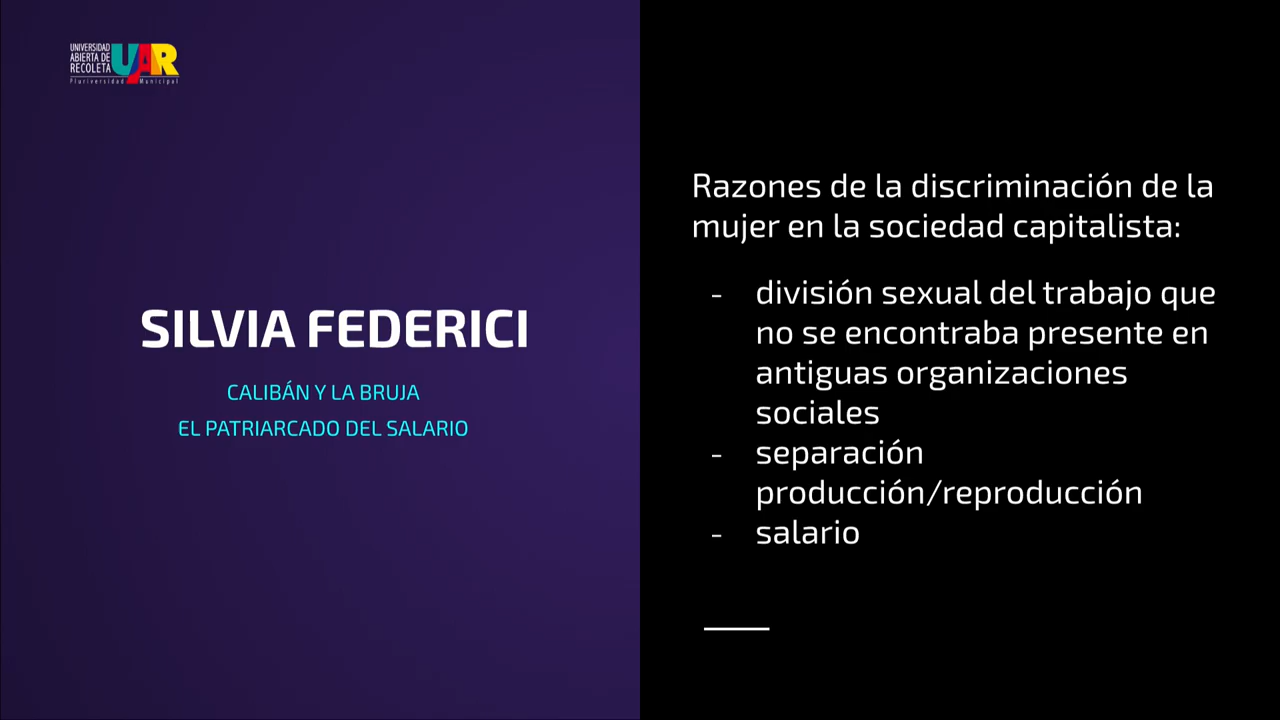 UNIVERSIDAD
ABIERTA DE
RECOLETA
UAR
Pluriversidad Municipal
SILVIA FEDERICI
CALIBÁN Y LA BRUJA
EL PATRIARCADO DEL SALARIO
Razones de la discriminación de la
mujer en la sociedad capitalista:
- división sexual del trabajo que
no se encontraba presente en
antiguas organizaciones
sociales
- separación
producción/reproducción
- salario